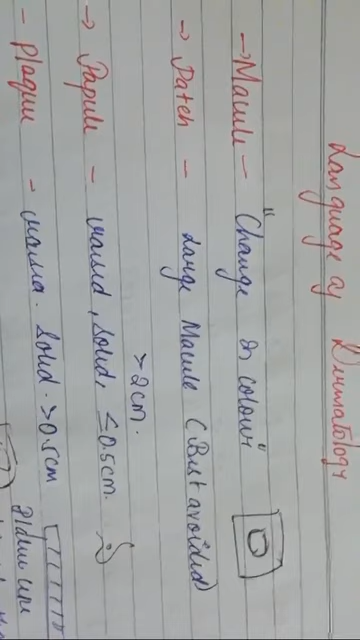 Language of Dermatology
→ Macule - "Change in colour"
→ Patch - Large Macule (But avoided)
>2cm.
→ Papule - raised, solid, ≤0.5cm.
- Plaque - raised. Solid. >0.5cm